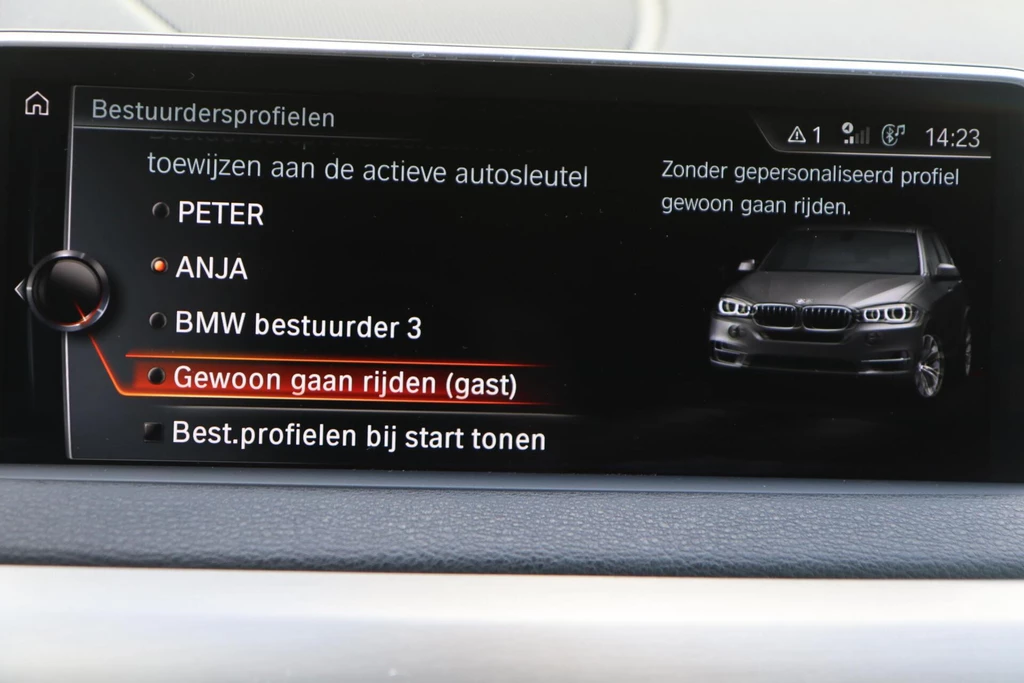 Bestuurdersprofielen
1 14:23
toewijzen aan de actieve autosleutel
PETER
ANJA
BMW bestuurder 3
Gewoon gaan rijden (gast)
Best.profielen bij start tonen
Zonder gepersonaliseerd profiel
gewoon gaan rijden.